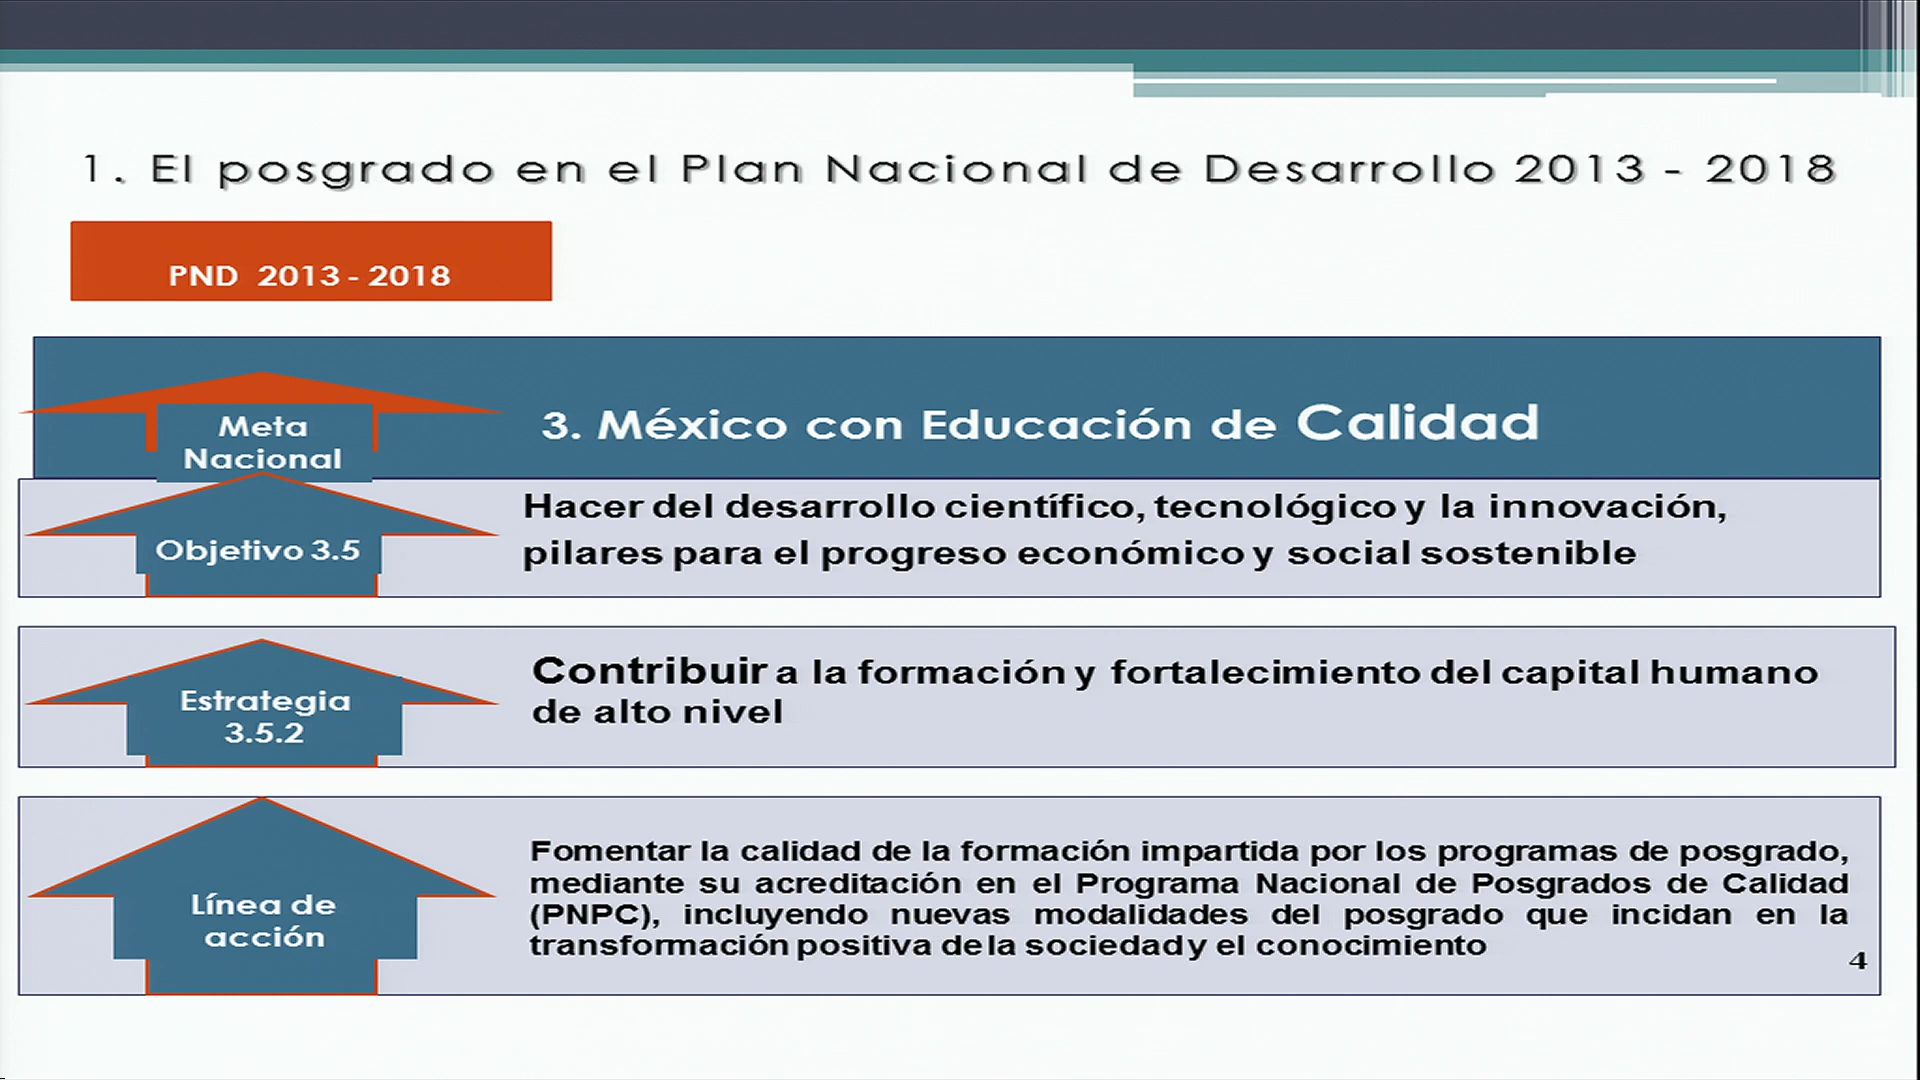 1. El posgrado en el Plan Nacional de Desarrollo 2013 - 2018
PND 2013 - 2018
Meta
Nacional
3. México con Educación de Calidad
Objetivo 3.5
Hacer del desarrollo científico, tecnológico y la innovación,
pilares para el progreso económico y social sostenible
Estrategia
3.5.2
Contribuir a la formación y fortalecimiento del capital humano
de alto nivel
Línea de
acción
Fomentar la calidad de la formación impartida por los programas de posgrado,
mediante su acreditación en el Programa Nacional de Posgrados de Calidad
(PNPC), incluyendo nuevas modalidades del posgrado que incidan en la
transformación positiva de la sociedad y el conocimiento
4